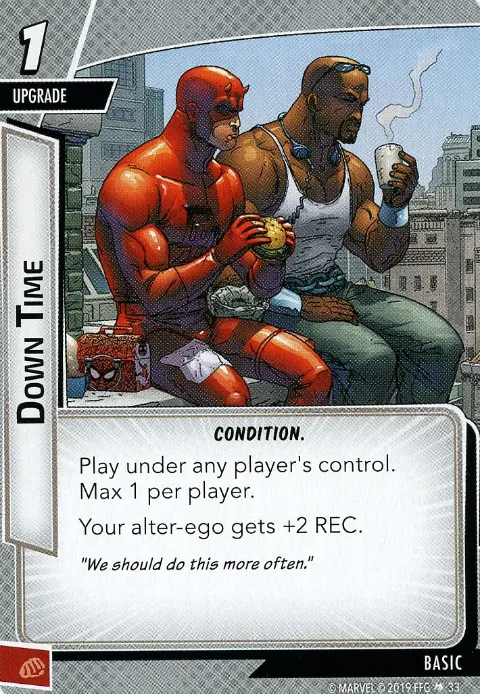 1
UPGRADE
DOWN TIME
CONDITION.
Play under any player's control.
Max 1 per player.
Your alter-ego gets +2 REC.
"We should do this more often."
BASIC
© MARVEL © 2019 FFG 33